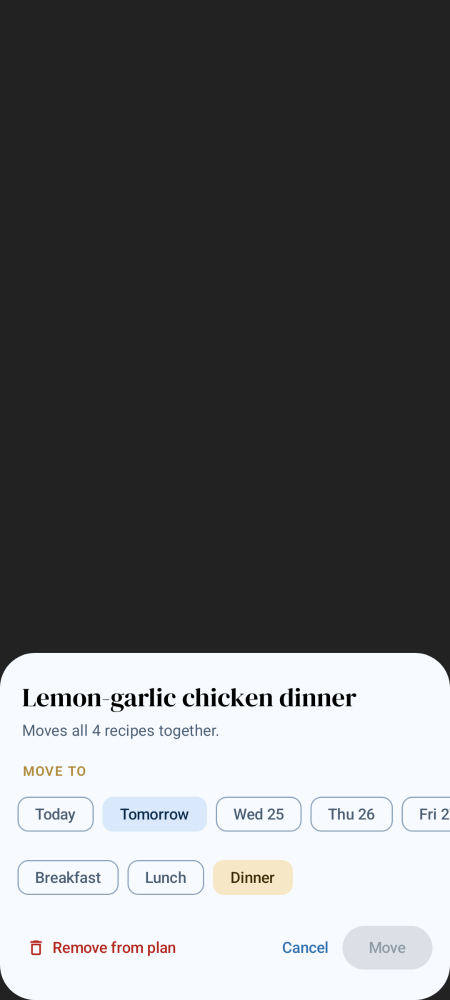 Lemon-garlic chicken dinner
Moves all 4 recipes together.
MOVE TO
Today Tomorrow Wed 25 Thu 26 Fri
Breakfast Lunch Dinner
Remove from plan Cancel Move